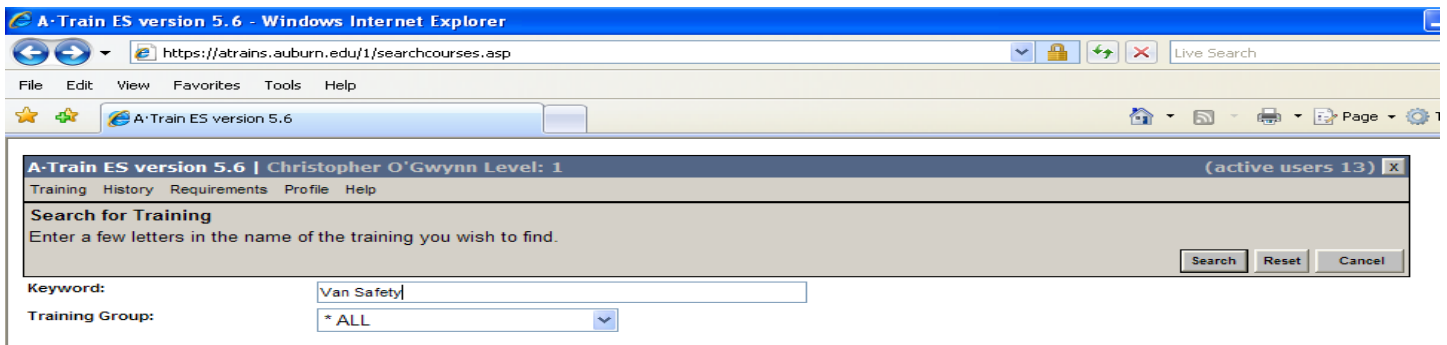 A·Train ES version 5.6 - Windows Internet Explorer
https://atrains.auburn.edu/1/searchcourses.asp
Live Search
File Edit View Favorites Tools Help
A·Train ES version 5.6
Page
A·Train ES version 5.6 | Christopher O'Gwynn Level: 1 (active users 13) X
Training History Requirements Profile Help
Search for Training
Enter a few letters in the name of the training you wish to find.
Search Reset Cancel
Keyword: Van Safety
Training Group: * ALL